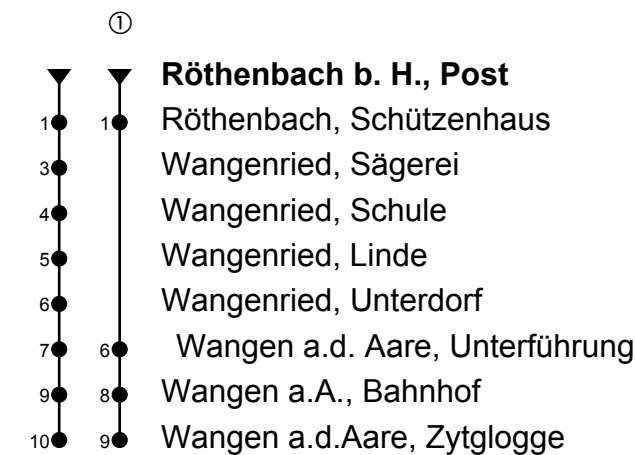 ①
Röthenbach b. H., Post
1 1 Röthenbach, Schützenhaus
3 Wangenried, Sägerei
4 Wangenried, Schule
5 Wangenried, Linde
6 Wangenried, Unterdorf
7 6 Wangen a.d. Aare, Unterführung
9 8 Wangen a.A., Bahnhof
10 9 Wangen a.d.Aare, Zytglogge